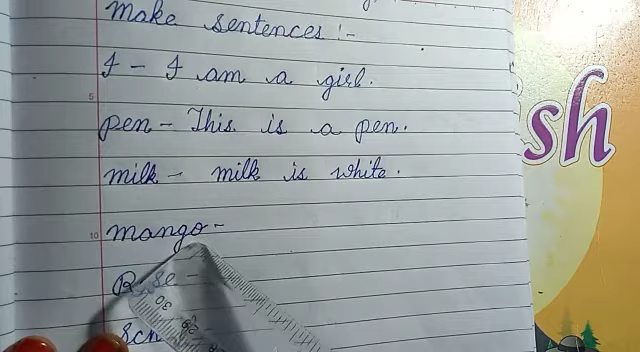 make sentences :-
I - I am a girl.
pen - This is a pen.
milk - milk is white.
mango -
sh